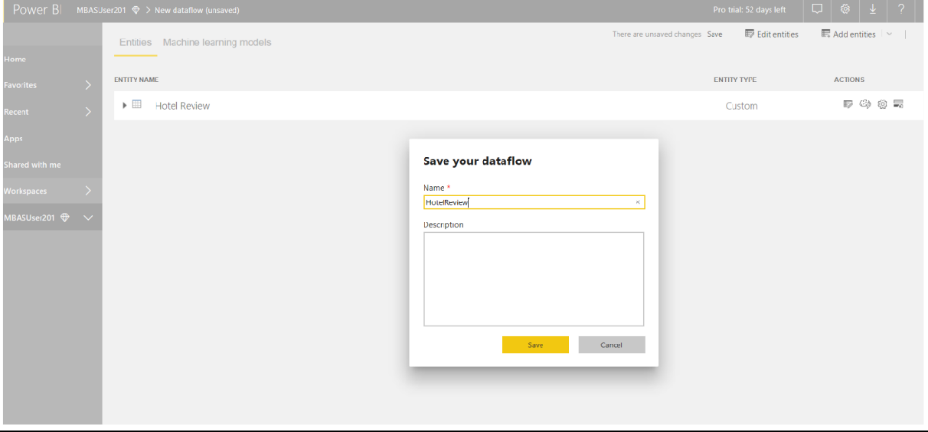 Power BI MBASUser201 > New dataflow (unsaved) Pro trial: 52 days left ?
Entities Machine learning models There are unsaved changes Save Edit entities Add entities
Home
ENTITY NAME ENTITY TYPE ACTIONS
Favorites
Hotel Review Custom
Recent
Apps
Shared with me
Workspaces
MBASUser201
Save your dataflow
Name *
HotelReview ×
Description
Save Cancel